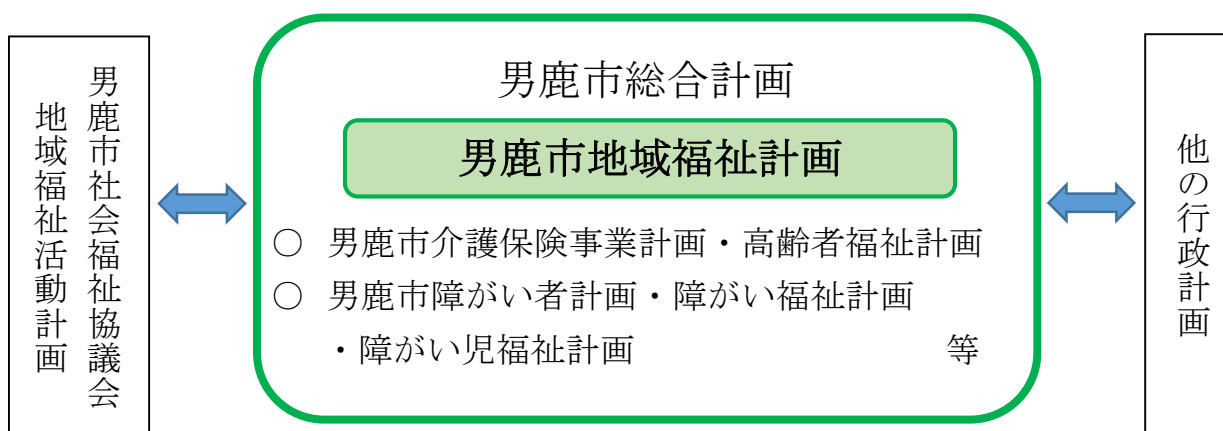 男鹿市社会福祉協議会
地域福祉活動計画
男鹿市総合計画
男鹿市地域福祉計画
○ 男鹿市介護保険事業計画・高齢者福祉計画
○ 男鹿市障がい者計画・障がい福祉計画
・障がい児福祉計画 等
他の行政計画